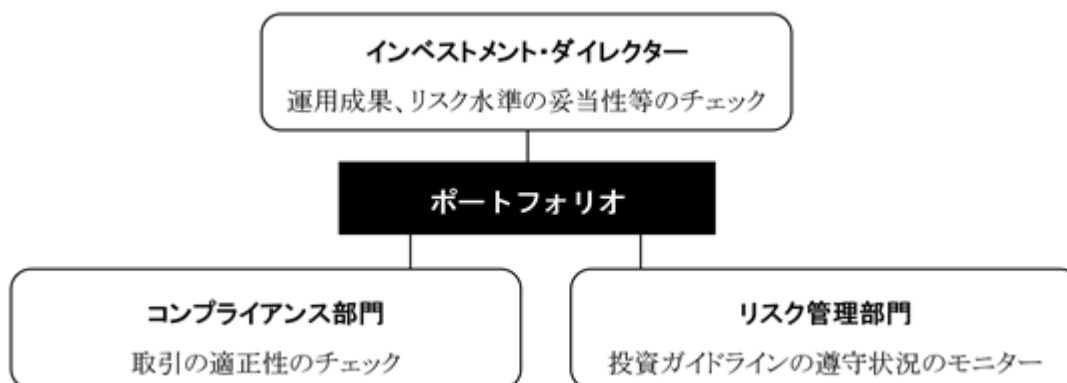 インベストメント・ダイレクター
運用成果、リスク水準の妥当性等のチェック
ポートフォリオ
コンプライアンス部門
取引の適正性のチェック
リスク管理部門
投資ガイドラインの遵守状況のモニター